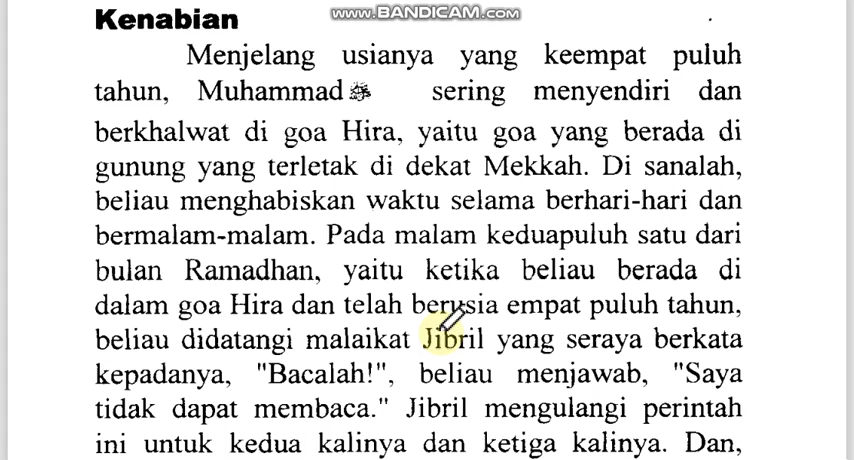 www.BANDICAM.com
Kenabian
Menjelang usianya yang keempat puluh
tahun, Muhammad ﷺ sering menyendiri dan
berkhalwat di goa Hira, yaitu goa yang berada di
gunung yang terletak di dekat Mekkah. Di sanalah,
beliau menghabiskan waktu selama berhari-hari dan
bermalam-malam. Pada malam keduapuluh satu dari
bulan Ramadhan, yaitu ketika beliau berada di
dalam goa Hira dan telah berusia empat puluh tahun,
beliau didatangi malaikat Jibril yang seraya berkata
kepadanya, "Bacalah!", beliau menjawab, "Saya
tidak dapat membaca." Jibril mengulangi perintah
ini untuk kedua kalinya dan ketiga kalinya. Dan,